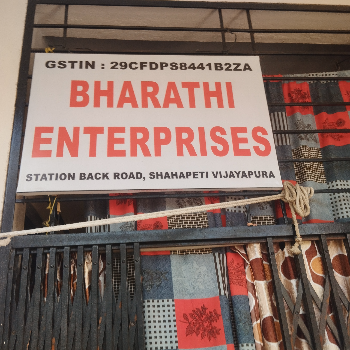 GSTIN : 29CFDPS8441B2ZA
BHARATHI
ENTERPRISES
STATION BACK ROAD, SHAHAPETI VIJAYAPURA